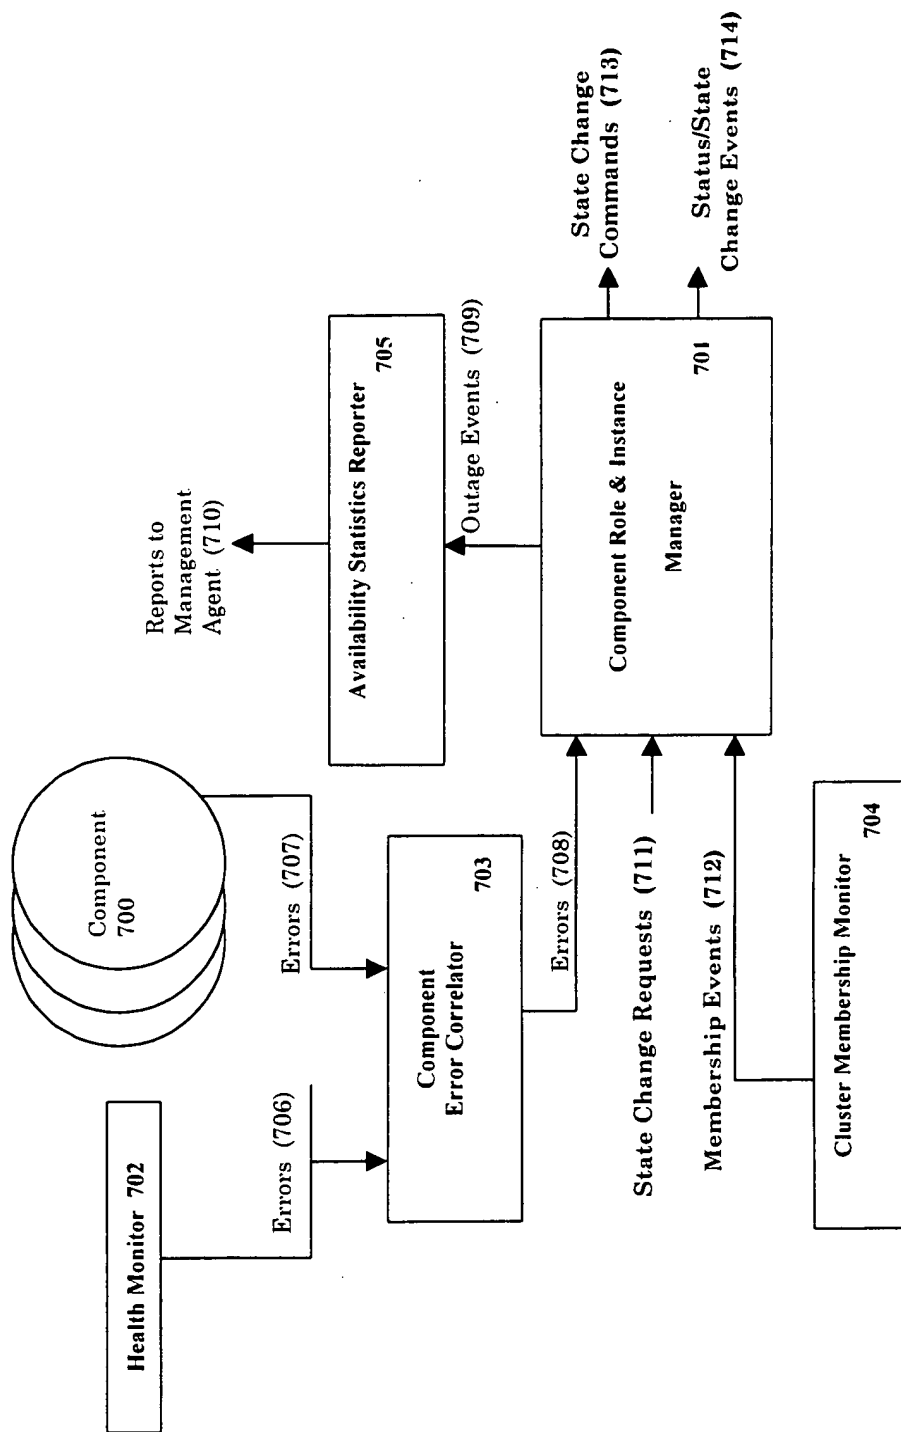 Health Monitor 702
Component
700
Errors (706)
Errors (707)
Component
Error Correlator
703
Errors (708)
State Change Requests (711)
Membership Events (712)
Cluster Membership Monitor
704
Reports to
Management
Agent (710)
Availability Statistics Reporter
705
Outage Events (709)
Component Role & Instance
Manager
701
State Change
Commands (713)
Status/State
Change Events (714)